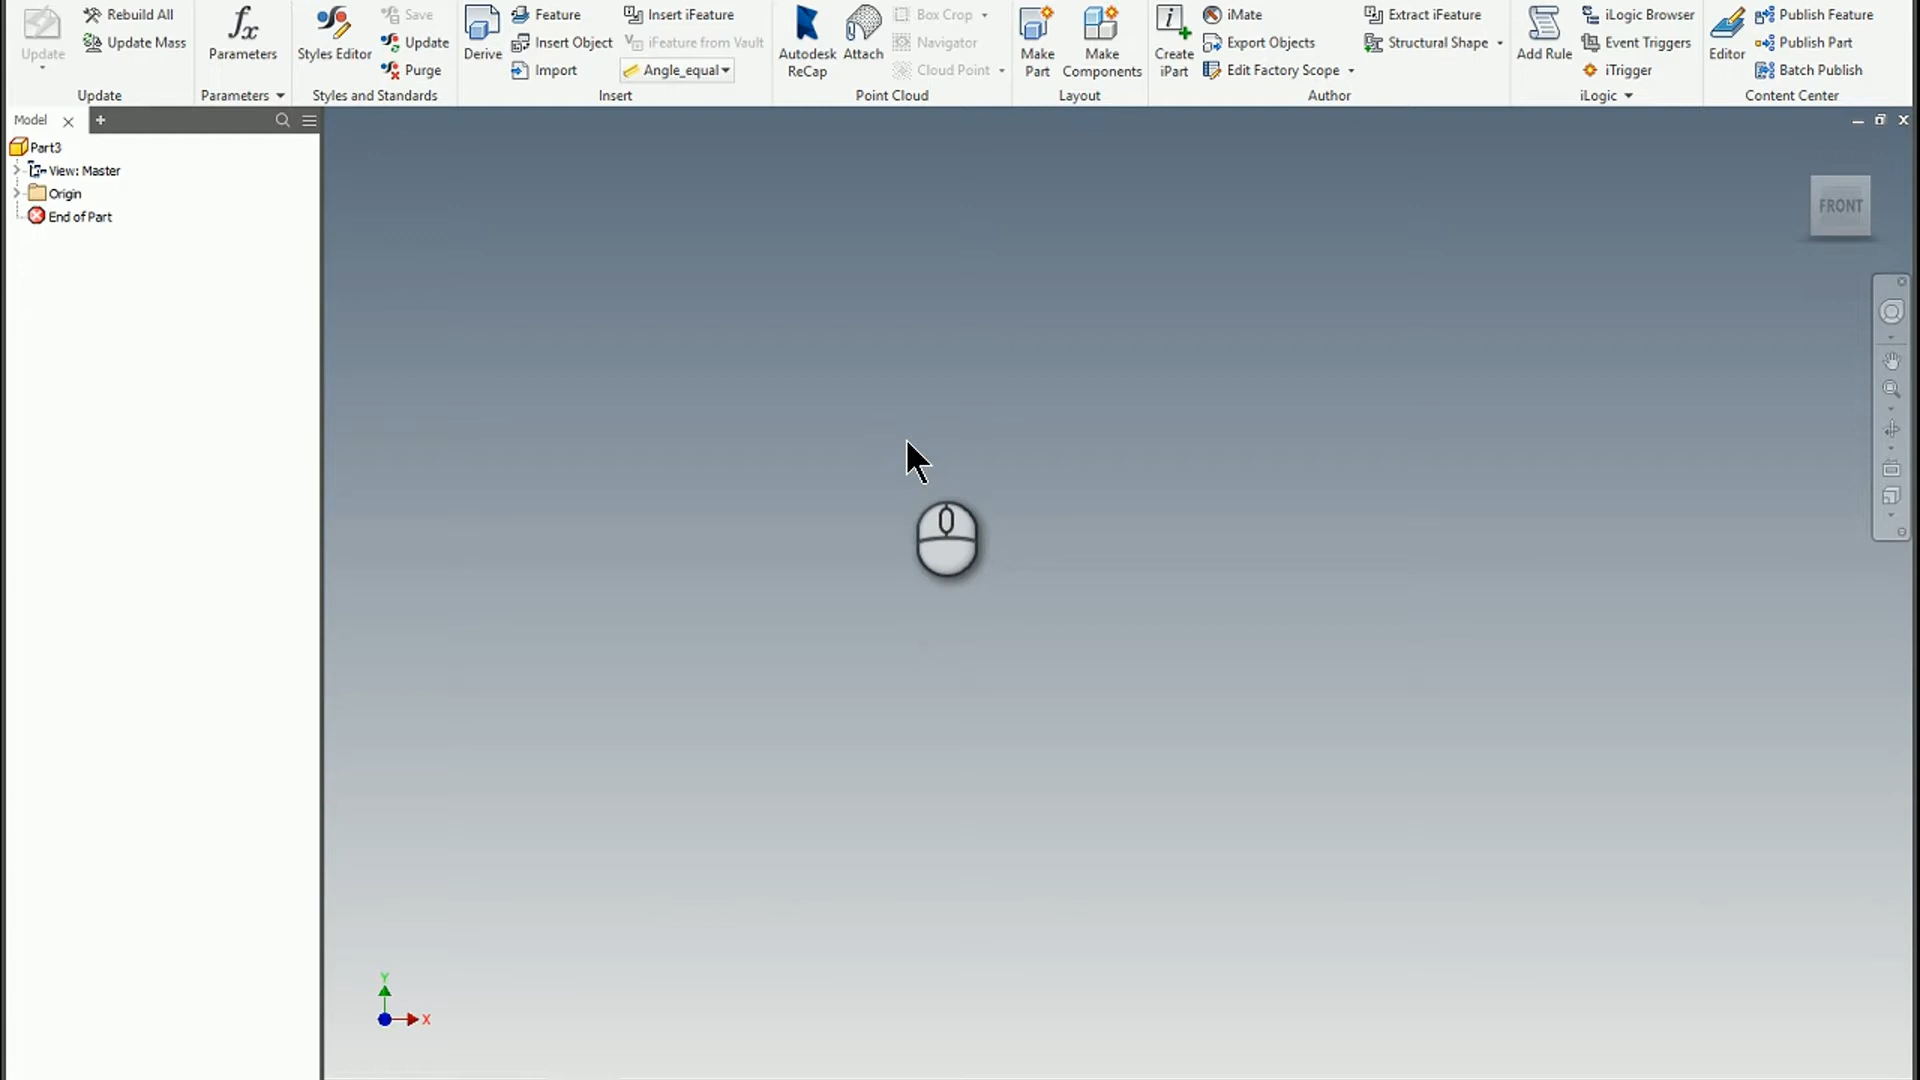 Update
Rebuild All
Update Mass
Update
fx
Parameters
Parameters
Styles Editor
Save
Update
Purge
Styles and Standards
Derive
Feature
Insert Object
Import
Insert iFeature
iFeature from Vault
Angle_equal
Insert
Autodesk
ReCap
Attach
Box Crop
Navigator
Cloud Point
Point Cloud
Make
Part
Make
Components
Layout
Create
iPart
iMate
Export Objects
Edit Factory Scope
Extract iFeature
Structural Shape
Author
Add Rule
iLogic Browser
Event Triggers
iTrigger
iLogic
Editor
Publish Feature
Publish Part
Batch Publish
Content Center
Model
Part3
View: Master
Origin
End of Part
FRONT
Y
X